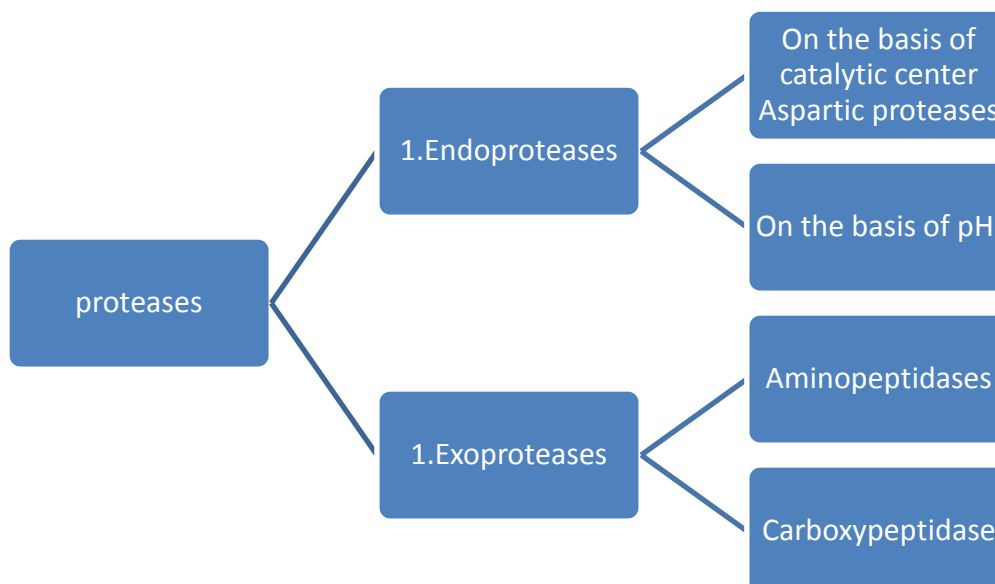 proteases
1.Endoproteases
On the basis of
catalytic center
Aspartic proteases
On the basis of pH
1.Exoproteases
Aminopeptidases
Carboxypeptidase